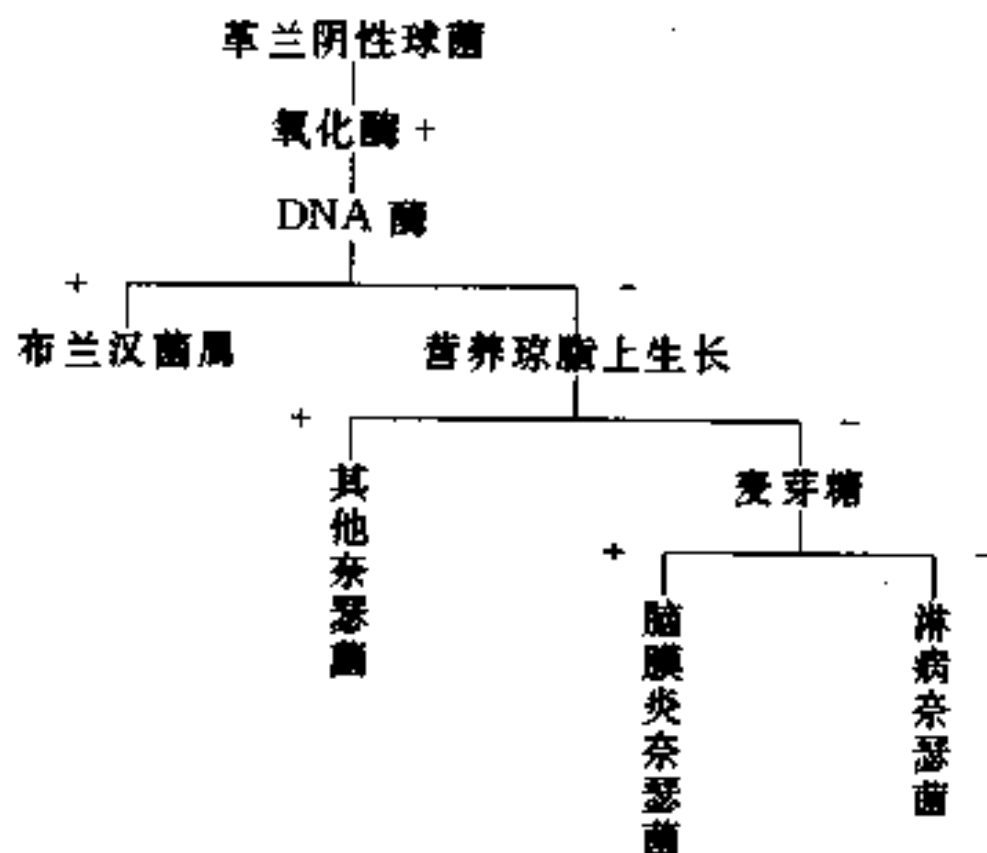 革兰阴性球菌
氧化酶 +
DNA 酶
+ −
布兰汉菌属 营养琼脂上生长
+ −
其他奈瑟菌 麦芽糖
+ −
脑膜炎奈瑟菌 淋病奈瑟菌